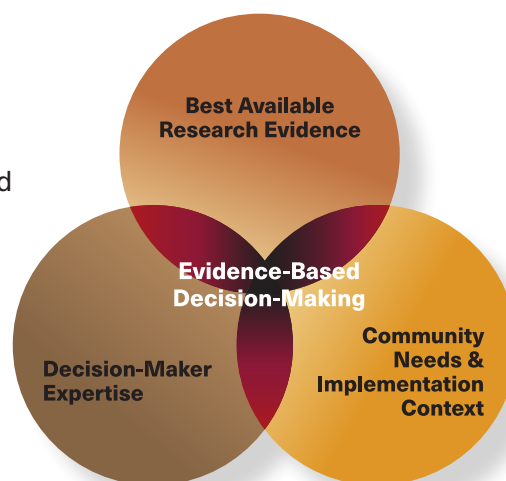 Best Available
Research Evidence
d
Evidence-Based
Decision-Making
Decision-Maker
Expertise
Community
Needs &
Implementation
Context